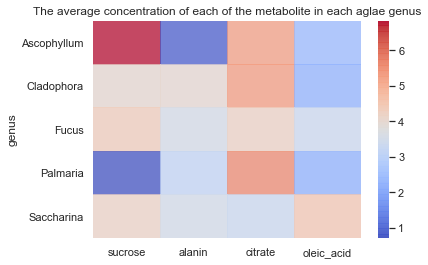 The average concentration of each of the metabolite in each aglae genus
Ascophyllum
Cladophora
Fucus
Palmaria
Saccharina
genus
sucrose
alanin
citrate
oleic_acid
6
5
4
3
2
1